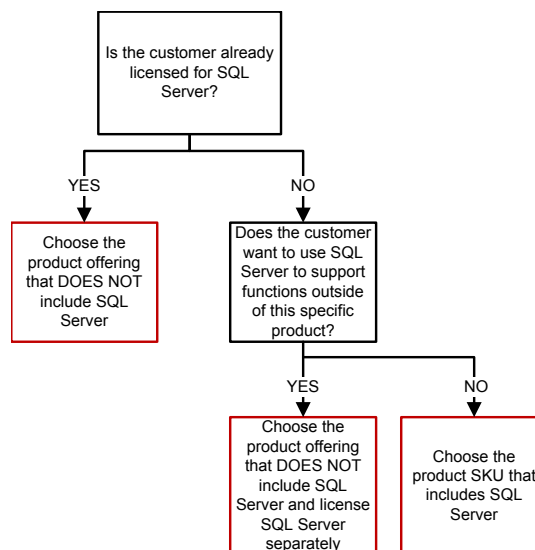 Is the customer already
licensed for SQL
Server?
YES
NO
Choose the
product offering
that DOES NOT
include SQL
Server
Does the customer
want to use SQL
Server to support
functions outside
of this specific
product?
YES
NO
Choose the
product offering
that DOES NOT
include SQL
Server and license
SQL Server
separately
Choose the
product SKU that
includes SQL
Server